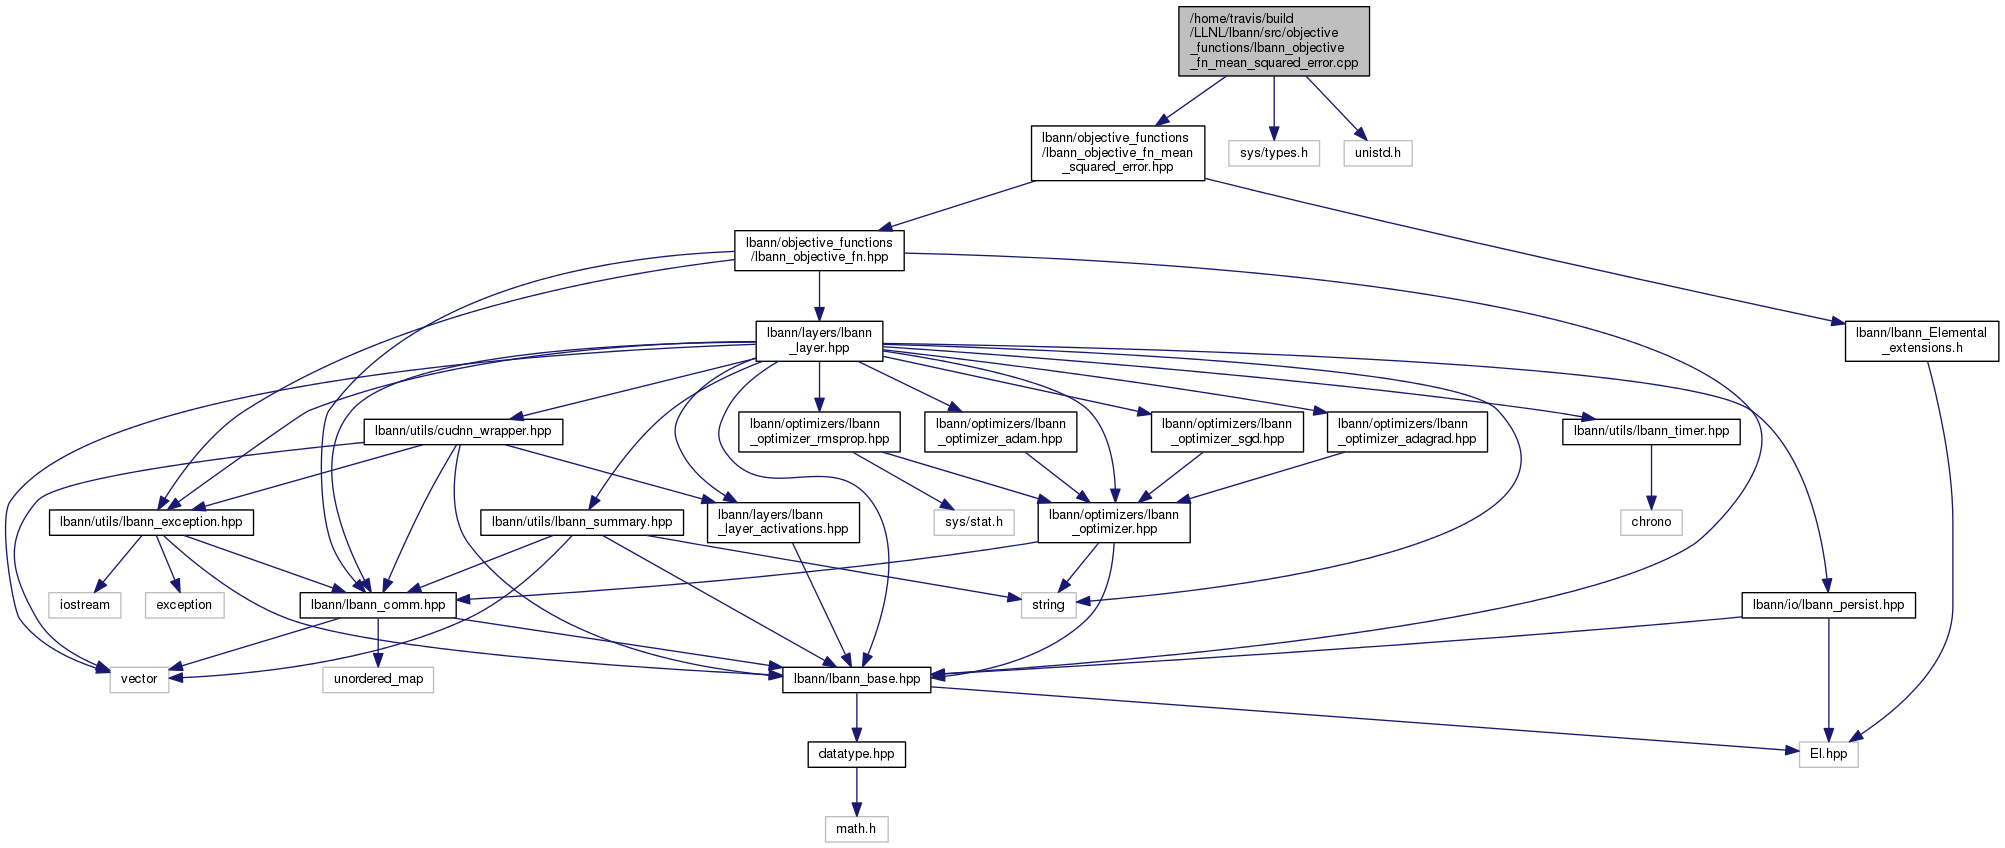 /home/travis/build
/LLNL/lbann/src/objective
_functions/lbann_objective
_fn_mean_squared_error.cpp
lbann/objective_functions
/lbann_objective_fn_mean
_squared_error.hpp
sys/types.h
unistd.h
lbann/objective_functions
/lbann_objective_fn.hpp
lbann/layers/lbann
_layer.hpp
lbann/lbann_Elemental
_extensions.h
lbann/utils/cudnn_wrapper.hpp
lbann/optimizers/lbann
_optimizer_rmsprop.hpp
lbann/optimizers/lbann
_optimizer_adam.hpp
lbann/optimizers/lbann
_optimizer_sgd.hpp
lbann/optimizers/lbann
_optimizer_adagrad.hpp
lbann/utils/lbann_timer.hpp
lbann/utils/lbann_exception.hpp
lbann/utils/lbann_summary.hpp
lbann/layers/lbann
_layer_activations.hpp
sys/stat.h
lbann/optimizers/lbann
_optimizer.hpp
chrono
iostream
exception
lbann/lbann_comm.hpp
string
lbann/io/lbann_persist.hpp
vector
unordered_map
lbann/lbann_base.hpp
datatype.hpp
El.hpp
math.h